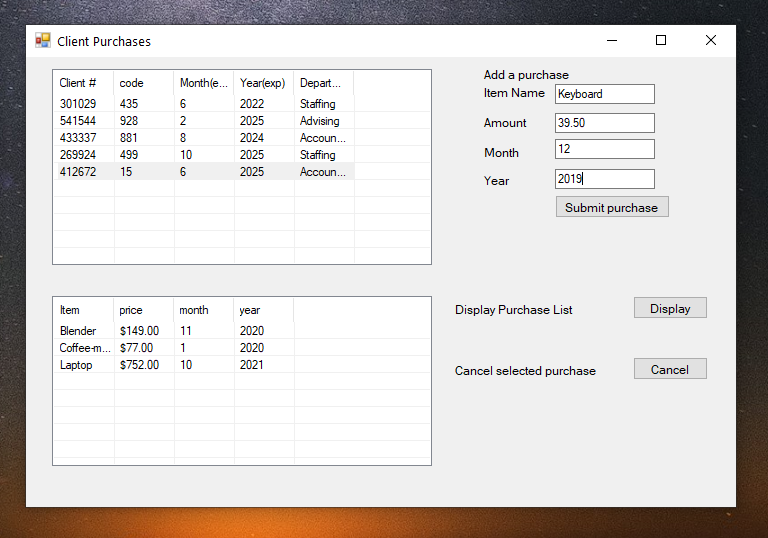 Client Purchases
Client # code Month(e... Year(exp) Depart...
301029 435 6 2022 Staffing
541544 928 2 2025 Advising
433337 881 8 2024 Accoun...
269924 499 10 2025 Staffing
412672 15 6 2025 Accoun...
Add a purchase
Item Name Keyboard
Amount 39.50
Month 12
Year 2019
Submit purchase
Item price month year
Blender $149.00 11 2020
Coffee-m... $77.00 1 2020
Laptop $752.00 10 2021
Display Purchase List Display
Cancel selected purchase Cancel